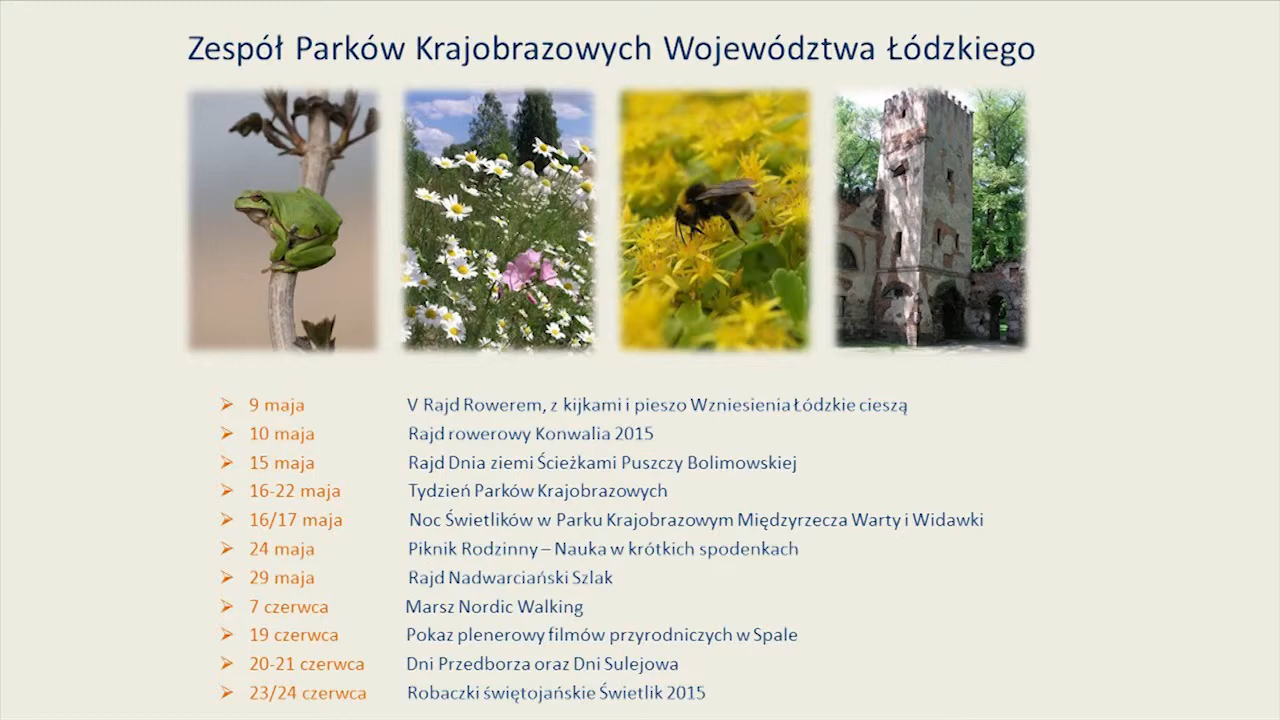 Zespół Parków Krajobrazowych Województwa Łódzkiego
9 maja V Rajd Rowerem, z kijkami i pieszo Wzniesienia Łódzkie cieszą
10 maja Rajd rowerowy Konwalia 2015
15 maja Rajd Dnia ziemi Ścieżkami Puszczy Bolimowskiej
16-22 maja Tydzień Parków Krajobrazowych
16/17 maja Noc Świetlików w Parku Krajobrazowym Międzyrzecza Warty i Widawki
24 maja Piknik Rodzinny – Nauka w krótkich spodenkach
29 maja Rajd Nadwarciański Szlak
7 czerwca Marsz Nordic Walking
19 czerwca Pokaz plenerowy filmów przyrodniczych w Spale
20-21 czerwca Dni Przedborza oraz Dni Sulejowa
23/24 czerwca Robaczki świętojańskie Świetlik 2015